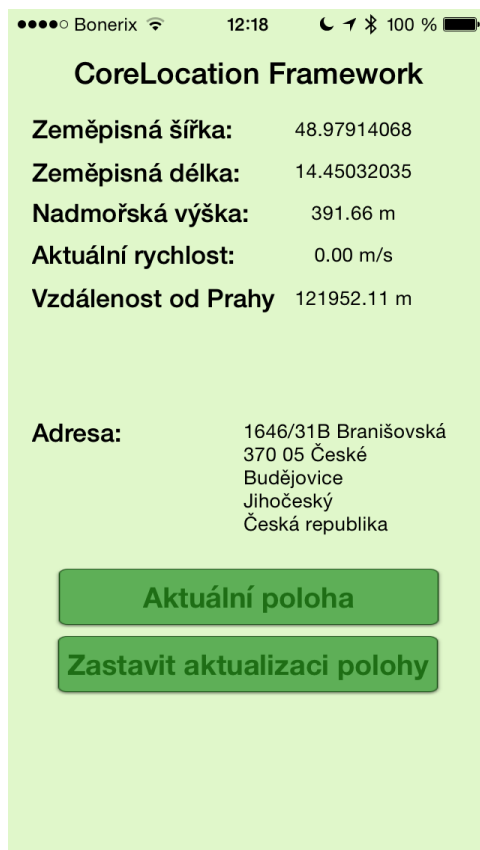 Bonerix 12:18 100 %
CoreLocation Framework
Zeměpisná šířka: 48.97914068
Zeměpisná délka: 14.45032035
Nadmořská výška: 391.66 m
Aktuální rychlost: 0.00 m/s
Vzdálenost od Prahy 121952.11 m
Adresa: 1646/31B Branišovská
370 05 České
Budějovice
Jihočeský
Česká republika
Aktuální poloha
Zastavit aktualizaci polohy